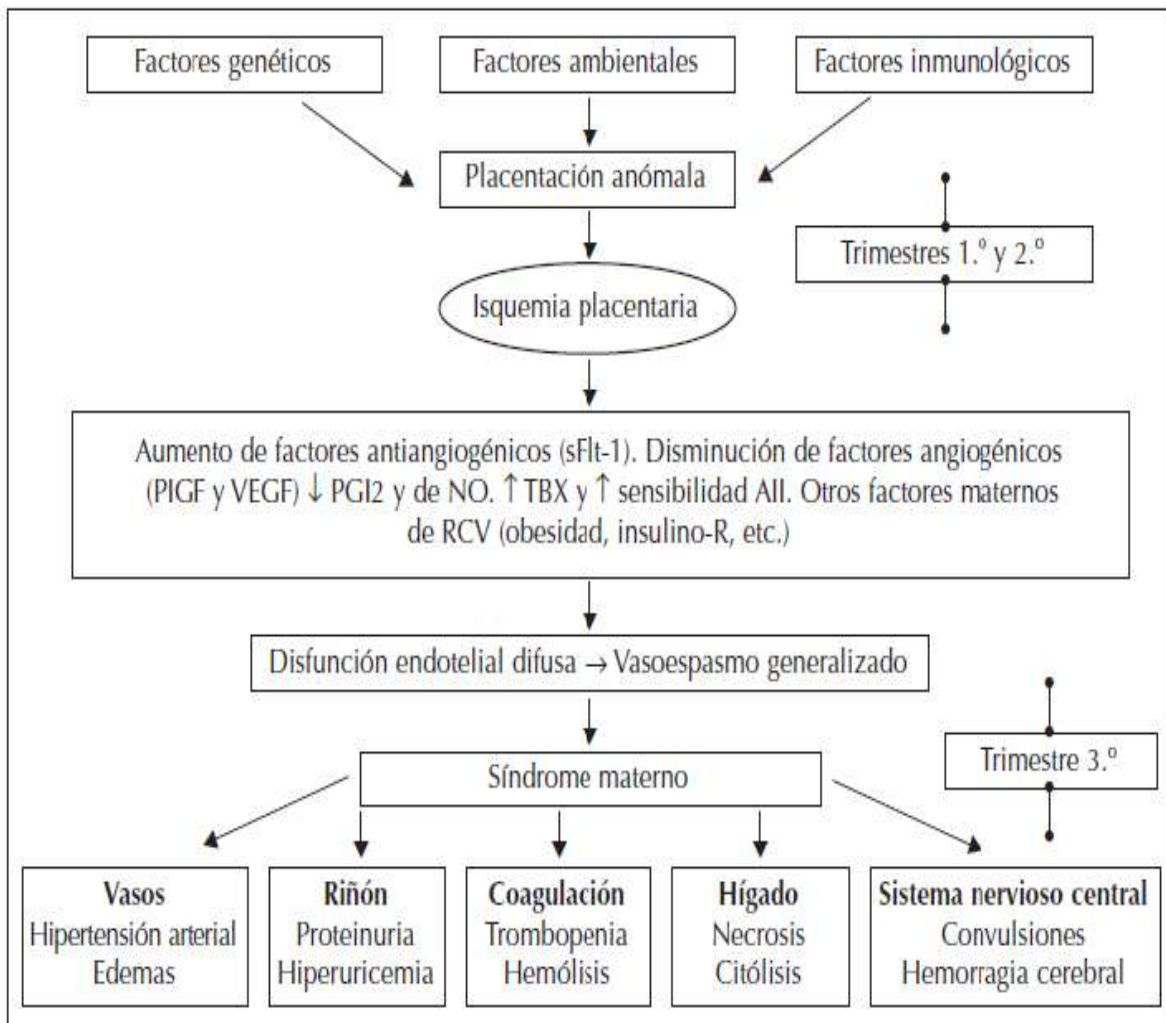 Factores genéticos
Factores ambientales
Factores inmunológicos
Placentación anómala
Trimestres 1.º y 2.º
Isquemia placentaria
Aumento de factores antiangiogénicos (sFlt-1). Disminución de factores angiogénicos
(PIGF y VEGF) ↓ PGI2 y de NO. ↑ TBX y ↑ sensibilidad AII. Otros factores maternos
de RCV (obesidad, insulino-R, etc.)
Disfunción endotelial difusa → Vasoespasmo generalizado
Trimestre 3.º
Síndrome materno
Vasos
Hipertensión arterial
Edemas
Riñón
Proteinuria
Hiperuricemia
Coagulación
Trombopenia
Hemólisis
Hígado
Necrosis
Citólisis
Sistema nervioso central
Convulsiones
Hemorragia cerebral